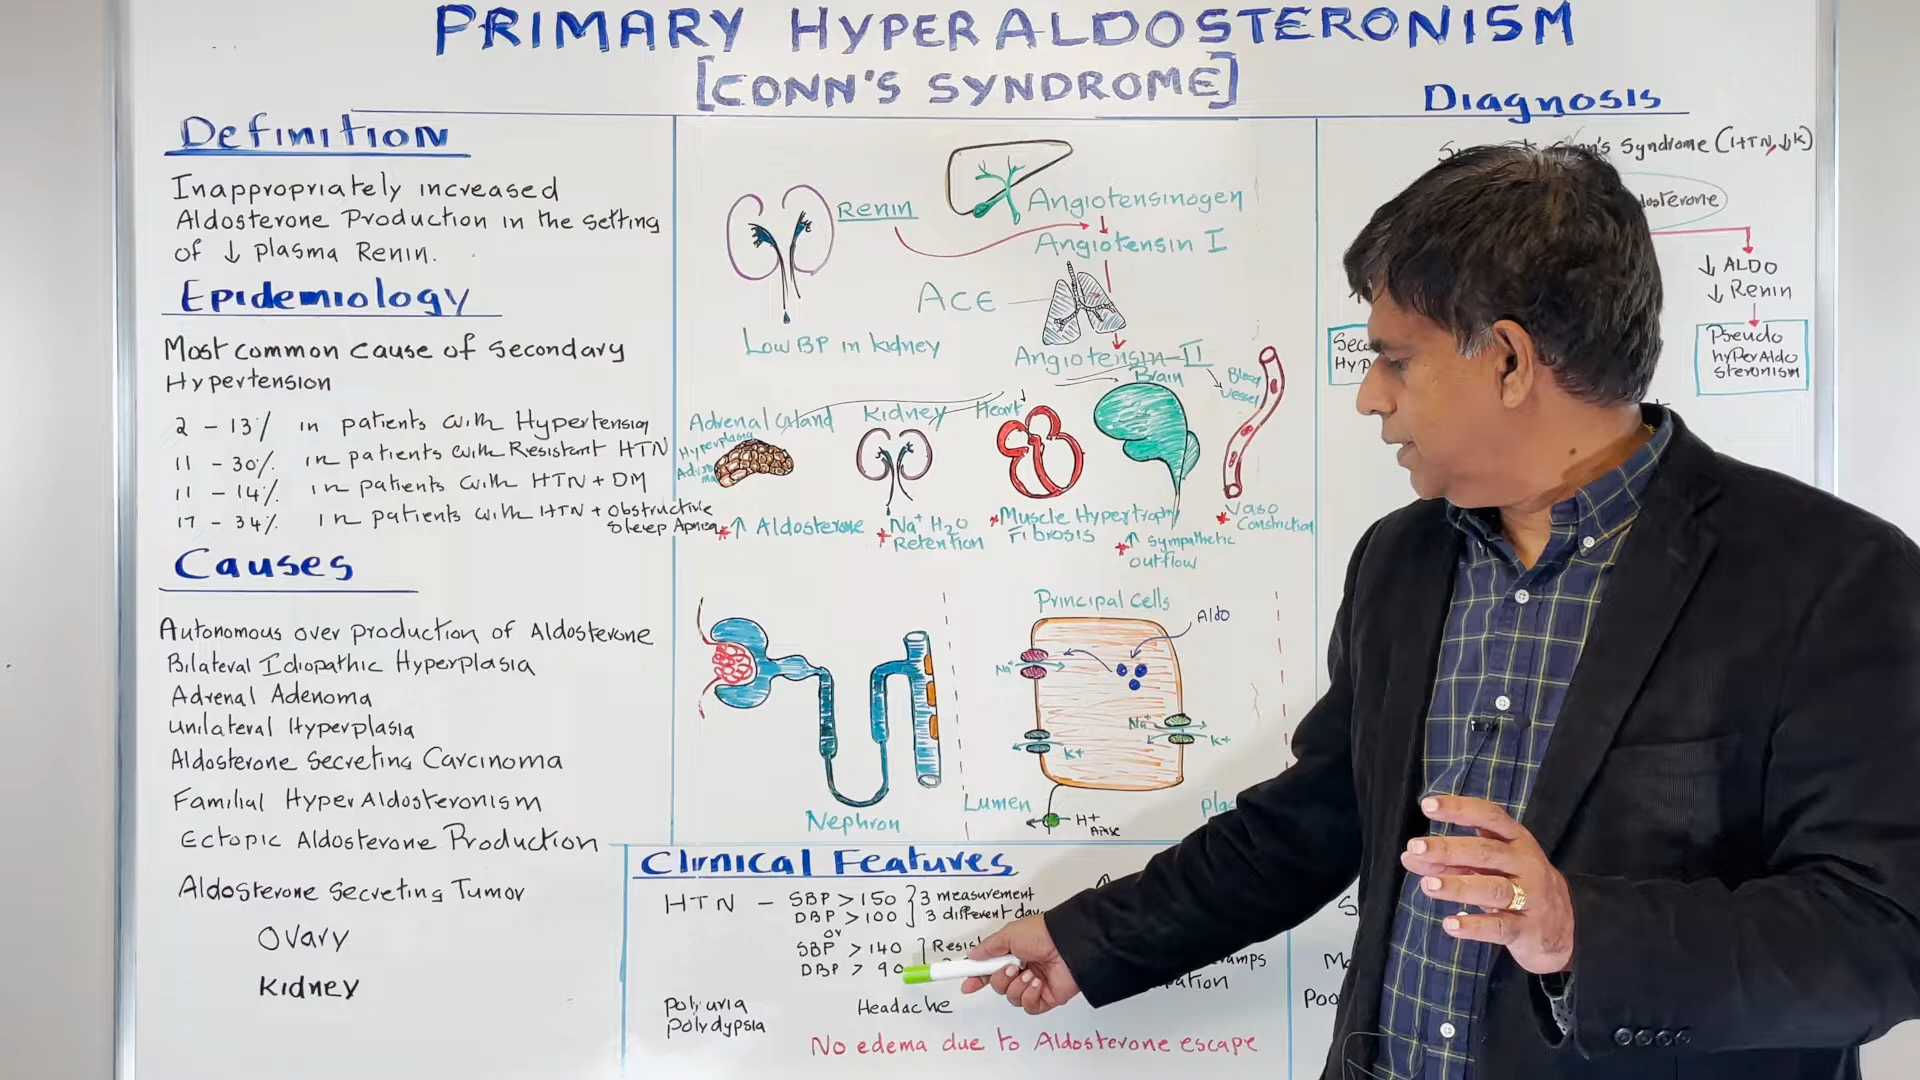 PRIMARY HYPERALDOSTERONISM
[CONN'S SYNDROME]
Definition
Inappropriately increased
Aldosterone Production in the setting
of ↓ plasma Renin.
Epidemiology
Most common cause of secondary
Hypertension
2 - 13% in patients with Hypertension
11 - 30% in patients with Resistant HTN
11 - 14% in patients with HTN + DM
17 - 34% in patients with HTN + obstructive
Sleep Apnea
Causes
Autonomous over production of Aldosterone
Bilateral Idiopathic Hyperplasia
Adrenal Adenoma
Unilateral Hyperplasia
Aldosterone Secreting Carcinoma
Familial HyperAldosteronism
Ectopic Aldosterone Production
Aldosterone Secreting Tumor
Ovary
Kidney
Renin
Angiotensinogen
Angiotensin I
ACE
Low BP in kidney
Angiotensin-II
Brain
Blood
Vessel
Adrenal Gland
Kidney
Heart
Hyperplasia
↑ Aldosterone
Na+ H2O
Retention
Muscle Hypertrophy
Fibrosis
↑ sympathetic
outflow
Vaso
Constriction
Principal Cells
Aldo
Na+
Na+
K+
K+
Lumen
H+
Nephron
Clinical Features
HTN - SBP > 150 } 3 measurement
DBP > 100 } 3 different
or
SBP > 140
DBP > 90
Polyuria
Polydypsia
Headache
No edema due to Aldosterone escape
Diagnosis
Syndrome (HTN, ↓K)
↓ ALDO
↓ Renin
Pseudo
hyperAldo
steronism